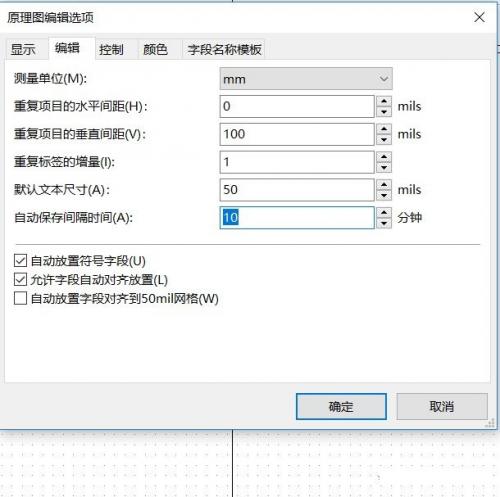 原理图编辑选项
显示 编辑 控制 颜色 字段名称模板
测量单位(M): mm
重复项目的水平间距(H): 0 mils
重复项目的垂直间距(V): 100 mils
重复标签的增量(I): 1
默认文本尺寸(A): 50 mils
自动保存间隔时间(A): 10 分钟
自动放置符号字段(U)
允许字段自动对齐放置(L)
自动放置字段对齐到50mil网格(W)
确定 取消